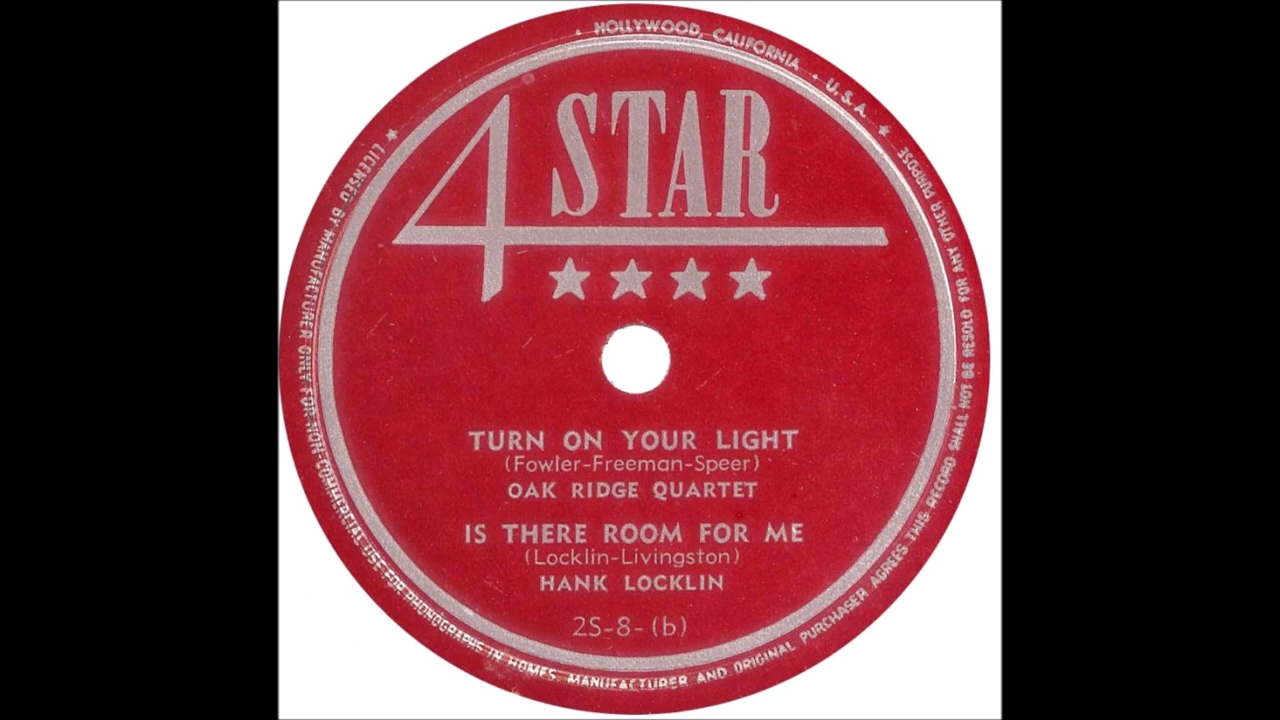 • HOLLYWOOD, CALIFORNIA • U.S.A. ★
4 STAR
★★★★
TURN ON YOUR LIGHT
(Fowler-Freeman-Speer)
OAK RIDGE QUARTET
IS THERE ROOM FOR ME
(Locklin-Livingston)
HANK LOCKLIN
2S-8-(b)
★ LICENSED BY MANUFACTURER ONLY FOR NON-COMMERCIAL USE FOR PHONOGRAPHS IN HOMES. MANUFACTURER AND ORIGINAL PURCHASER AGREES THIS RECORD SHALL NOT BE RESOLD FOR ANY OTHER PURPOSE